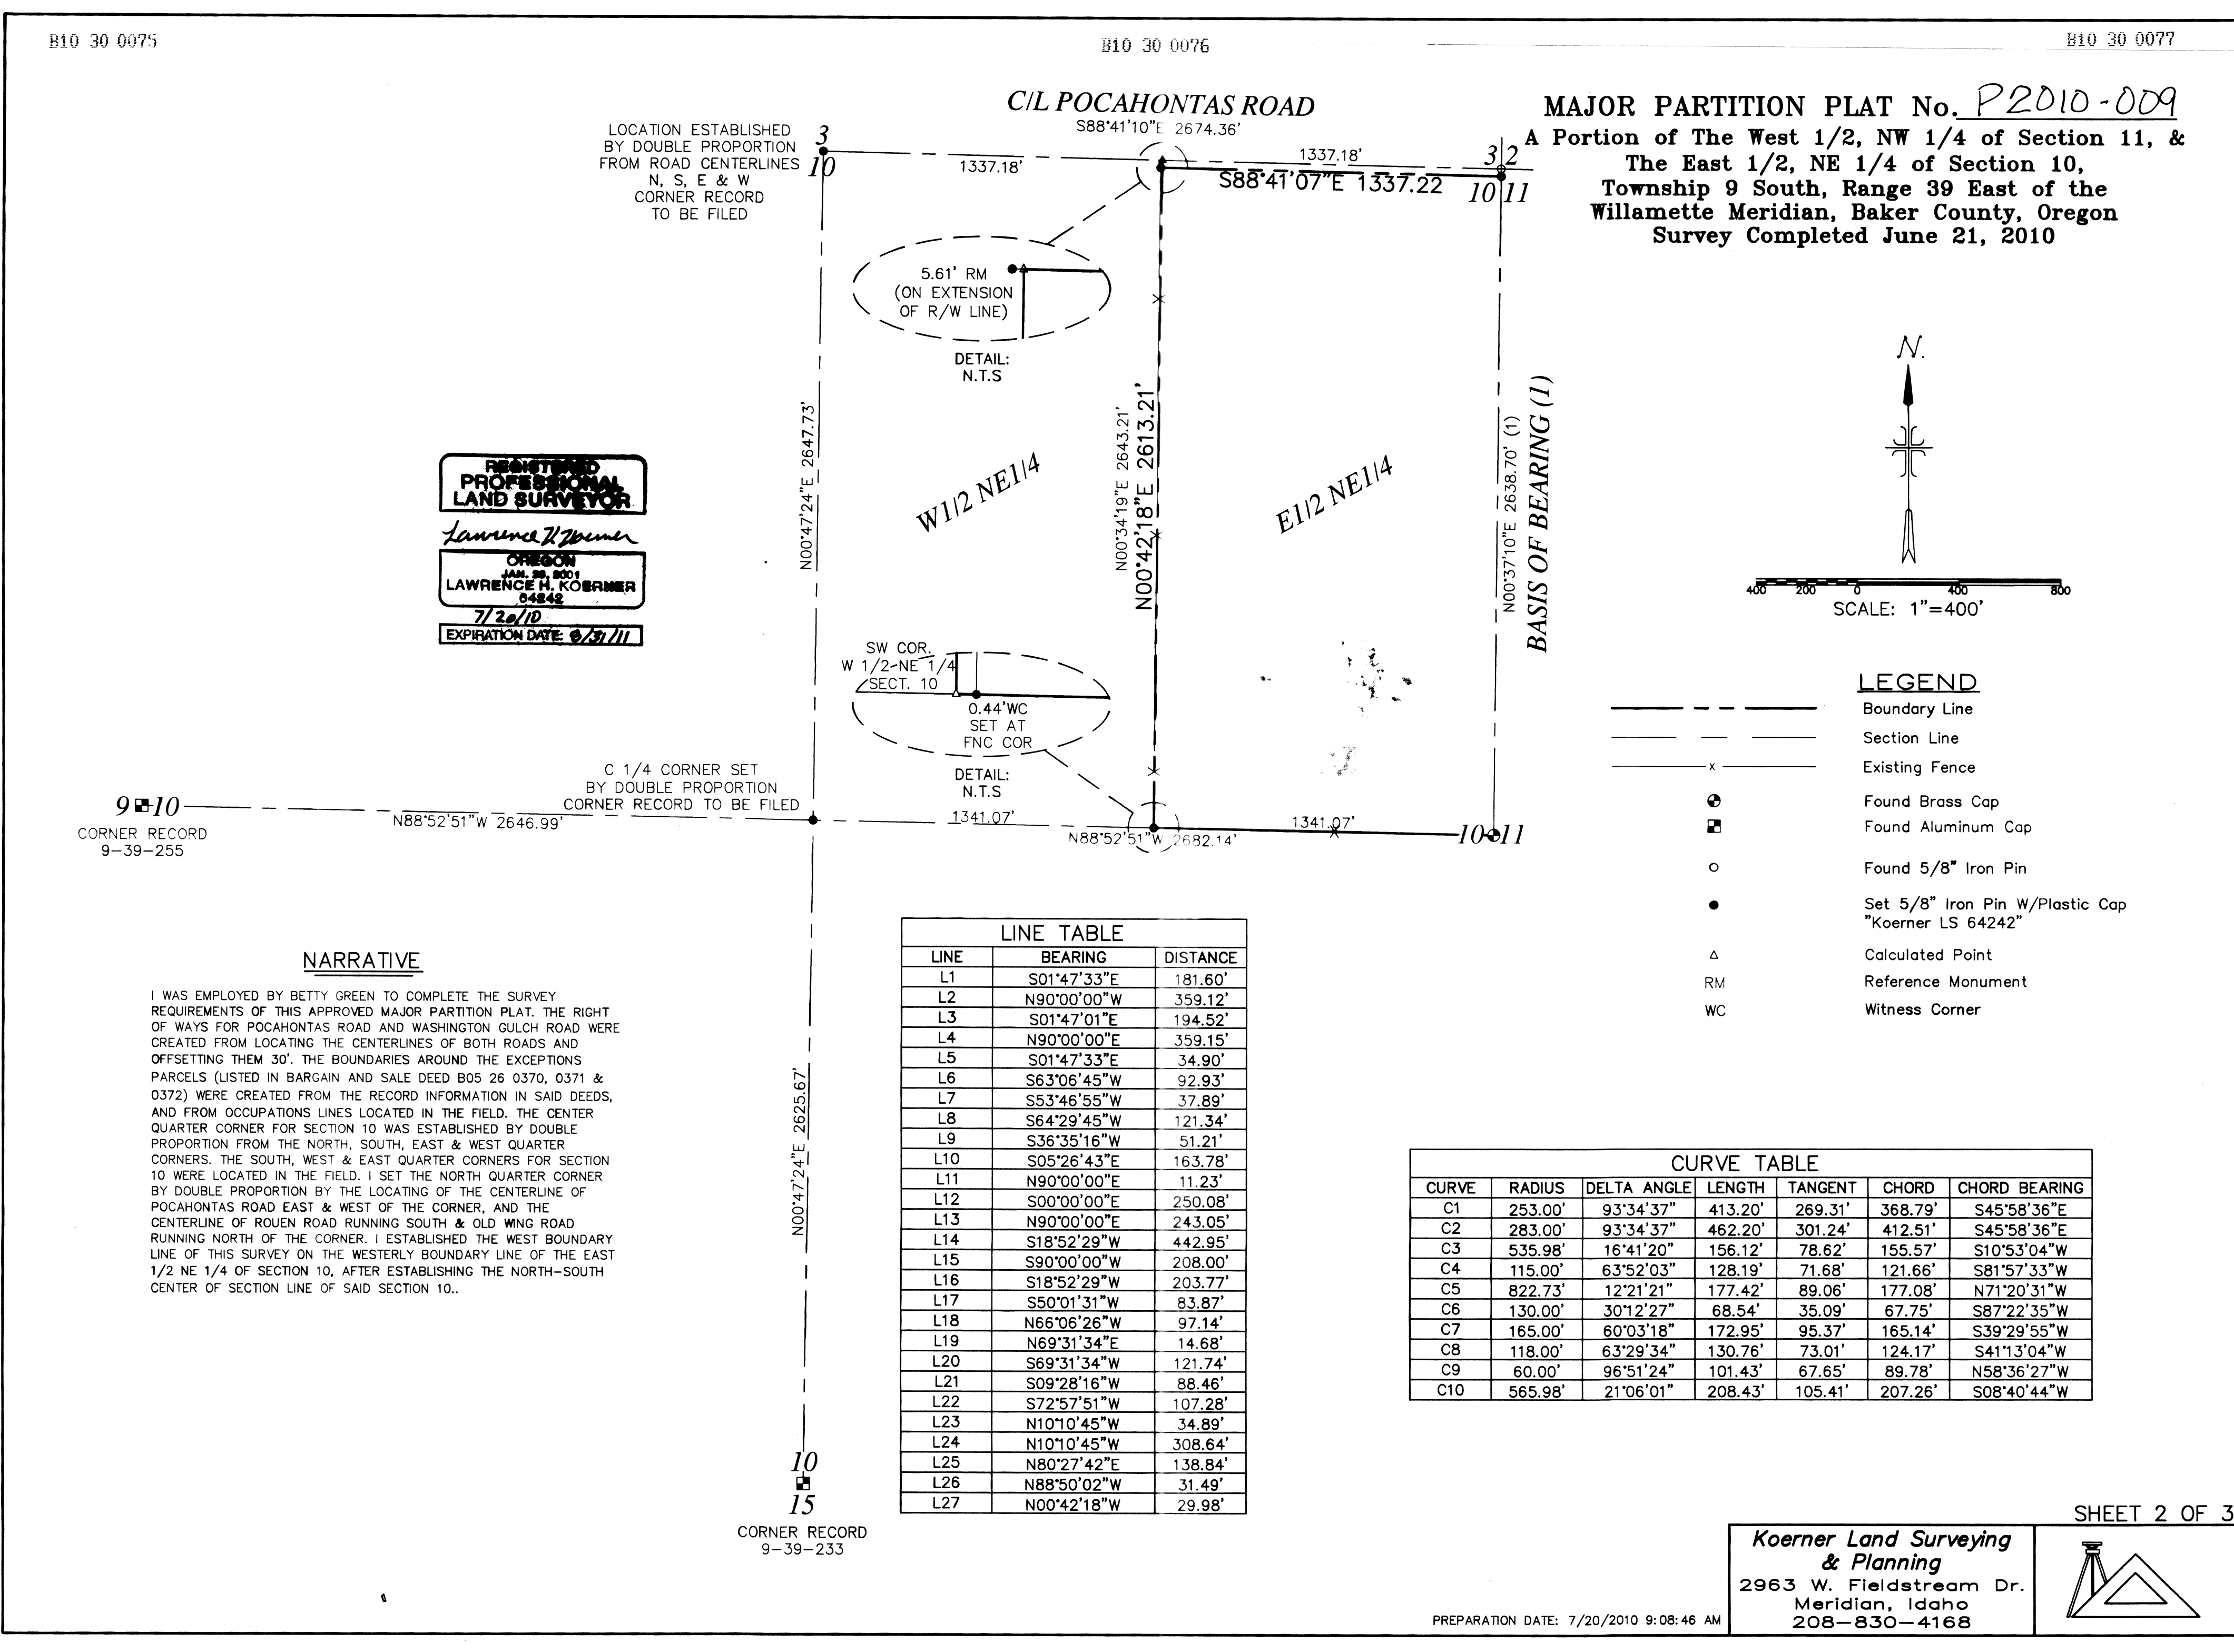 B10 30 0075
B10 30 0076
B10 30 0077
MAJOR PARTITION PLAT No. P2010-009
A Portion of The West 1/2, NW 1/4 of Section 11, &
The East 1/2, NE 1/4 of Section 10,
Township 9 South, Range 39 East of the
Willamette Meridian, Baker County, Oregon
Survey Completed June 21, 2010
C/L POCAHONTAS ROAD
S88°41'10"E 2674.36'
LOCATION ESTABLISHED
BY DOUBLE PROPORTION
FROM ROAD CENTERLINES
N, S, E & W
CORNER RECORD
TO BE FILED
3
10
1337.18'
1337.18'
S88°41'07"E 1337.22
3 2
10 11
5.61' RM
(ON EXTENSION
OF R/W LINE)
DETAIL:
N.T.S
N00°47'24"E 2647.73'
W1/2 NE1/4
N00°34'19"E 2643.21'
N00°42'18"E 2613.21'
E1/2 NE1/4
N00°37'10"E 2638.70' (1)
BASIS OF BEARING (1)
N.
400 200 0 400 800
SCALE: 1"=400'
REGISTERED
PROFESSIONAL
LAND SURVEYOR
Lawrence H Koerner
OREGON
JAN. 28, 2001
LAWRENCE H. KOERNER
64242
7/20/10
EXPIRATION DATE: 8/31/11
SW COR.
W 1/2-NE 1/4
SECT. 10
0.44'WC
SET AT
FNC COR
DETAIL:
N.T.S
C 1/4 CORNER SET
BY DOUBLE PROPORTION
CORNER RECORD TO BE FILED
9 10
CORNER RECORD
9-39-255
N88°52'51"W 2646.99'
1341.07'
1341.07'
N88°52'51"W 2682.14'
10 11
LEGEND
Boundary Line
Section Line
x Existing Fence
Found Brass Cap
Found Aluminum Cap
Found 5/8" Iron Pin
Set 5/8" Iron Pin W/Plastic Cap
"Koerner LS 64242"
Calculated Point
RM Reference Monument
WC Witness Corner
NARRATIVE
I WAS EMPLOYED BY BETTY GREEN TO COMPLETE THE SURVEY
REQUIREMENTS OF THIS APPROVED MAJOR PARTITION PLAT. THE RIGHT
OF WAYS FOR POCAHONTAS ROAD AND WASHINGTON GULCH ROAD WERE
CREATED FROM LOCATING THE CENTERLINES OF BOTH ROADS AND
OFFSETTING THEM 30'. THE BOUNDARIES AROUND THE EXCEPTIONS
PARCELS (LISTED IN BARGAIN AND SALE DEED B05 26 0370, 0371 &
0372) WERE CREATED FROM THE RECORD INFORMATION IN SAID DEEDS,
AND FROM OCCUPATIONS LINES LOCATED IN THE FIELD. THE CENTER
QUARTER CORNER FOR SECTION 10 WAS ESTABLISHED BY DOUBLE
PROPORTION FROM THE NORTH, SOUTH, EAST & WEST QUARTER
CORNERS. THE SOUTH, WEST & EAST QUARTER CORNERS FOR SECTION
10 WERE LOCATED IN THE FIELD. I SET THE NORTH QUARTER CORNER
BY DOUBLE PROPORTION BY THE LOCATING OF THE CENTERLINE OF
POCAHONTAS ROAD EAST & WEST OF THE CORNER, AND THE
CENTERLINE OF ROUEN ROAD RUNNING SOUTH & OLD WING ROAD
RUNNING NORTH OF THE CORNER. I ESTABLISHED THE WEST BOUNDARY
LINE OF THIS SURVEY ON THE WESTERLY BOUNDARY LINE OF THE EAST
1/2 NE 1/4 OF SECTION 10, AFTER ESTABLISHING THE NORTH-SOUTH
CENTER OF SECTION LINE OF SAID SECTION 10..
N00°47'24"E 2625.67'
10
15
CORNER RECORD
9-39-233
LINE TABLE
LINE BEARING DISTANCE
L1 S01°47'33"E 181.60'
L2 N90°00'00"W 359.12'
L3 S01°47'01"E 194.52'
L4 N90°00'00"E 359.15'
L5 S01°47'33"E 34.90'
L6 S63°06'45"W 92.93'
L7 S53°46'55"W 37.89'
L8 S64°29'45"W 121.34'
L9 S36°35'16"W 51.21'
L10 S05°26'43"E 163.78'
L11 N90°00'00"E 11.23'
L12 S00°00'00"E 250.08'
L13 N90°00'00"E 243.05'
L14 S18°52'29"W 442.95'
L15 S90°00'00"W 208.00'
L16 S18°52'29"W 203.77'
L17 S50°01'31"W 83.87'
L18 N66°06'26"W 97.14'
L19 N69°31'34"E 14.68'
L20 S69°31'34"W 121.74'
L21 S09°28'16"W 88.46'
L22 S72°57'51"W 107.28'
L23 N10°10'45"W 34.89'
L24 N10°10'45"W 308.64'
L25 N80°27'42"E 138.84'
L26 N88°50'02"W 31.49'
L27 N00°42'18"W 29.98'
CURVE TABLE
CURVE RADIUS DELTA ANGLE LENGTH TANGENT CHORD CHORD BEARING
C1 253.00' 93°34'37" 413.20' 269.31' 368.79' S45°58'36"E
C2 283.00' 93°34'37" 462.20' 301.24' 412.51' S45°58'36"E
C3 535.98' 16°41'20" 156.12' 78.62' 155.57' S10°53'04"W
C4 115.00' 63°52'03" 128.19' 71.68' 121.66' S81°57'33"W
C5 822.73' 12°21'21" 177.42' 89.06' 177.08' N71°20'31"W
C6 130.00' 30°12'27" 68.54' 35.09' 67.75' S87°22'35"W
C7 165.00' 60°03'18" 172.95' 95.37' 165.14' S39°29'55"W
C8 118.00' 63°29'34" 130.76' 73.01' 124.17' S41°13'04"W
C9 60.00' 96°51'24" 101.43' 67.65' 89.78' N58°36'27"W
C10 565.98' 21°06'01" 208.43' 105.41' 207.26' S08°40'44"W
SHEET 2 OF 3
Koerner Land Surveying
& Planning
2963 W. Fieldstream Dr.
Meridian, Idaho
208-830-4168
PREPARATION DATE: 7/20/2010 9:08:46 AM